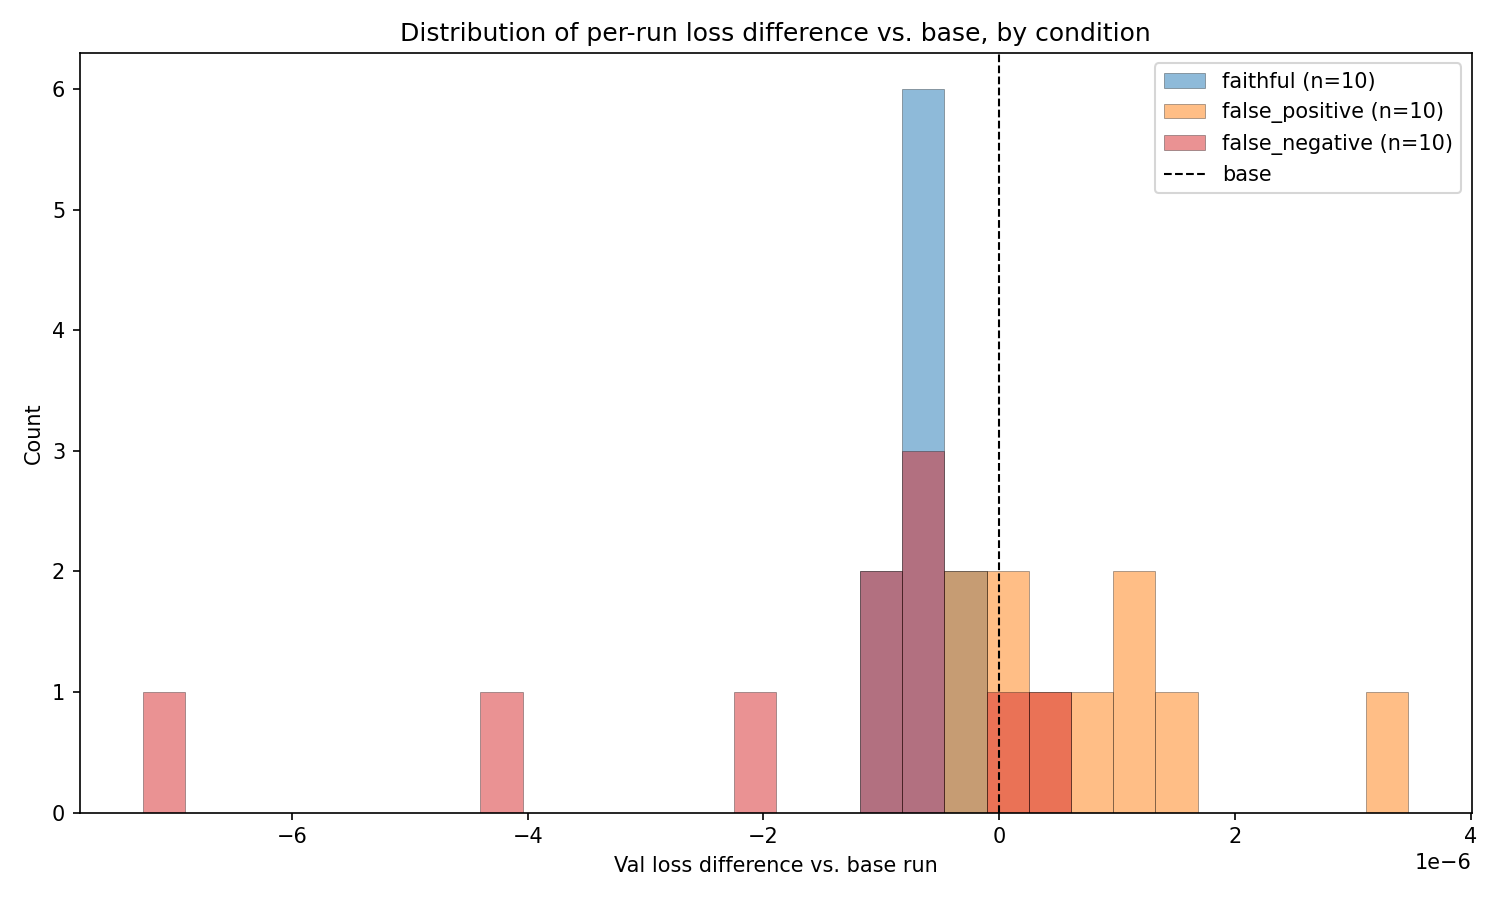 Distribution of per-run loss difference vs. base, by condition
faithful (n=10)
false_positive (n=10)
false_negative (n=10)
base
Count
6
5
4
3
2
1
0
−6
−4
−2
0
2
4
1e−6
Val loss difference vs. base run